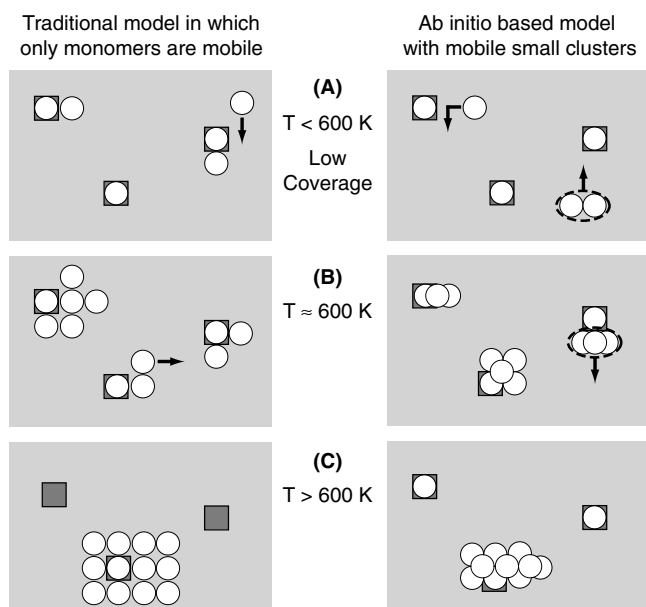 Traditional model in which
only monomers are mobile
Ab initio based model
with mobile small clusters
(A)
T < 600 K
Low
Coverage
(B)
T ≈ 600 K
(C)
T > 600 K